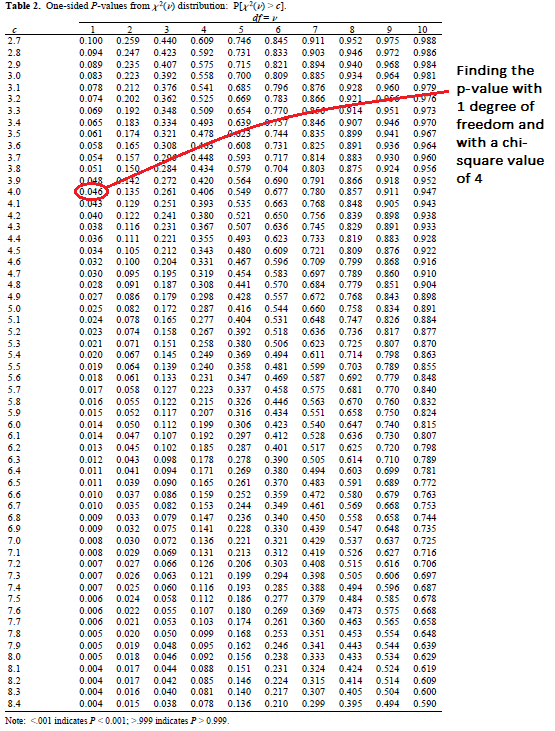 Table 2. One-sided P-values from χ²(ν) distribution: P[χ²(ν) > c].
df = ν
c 1 2 3 4 5 6 7 8 9 10
2.7 0.100 0.259 0.440 0.609 0.746 0.845 0.911 0.952 0.975 0.988
2.8 0.094 0.247 0.423 0.592 0.731 0.833 0.903 0.946 0.972 0.986
2.9 0.089 0.235 0.407 0.575 0.715 0.821 0.894 0.940 0.968 0.984
3.0 0.083 0.223 0.392 0.558 0.700 0.809 0.885 0.934 0.964 0.981
3.1 0.078 0.212 0.376 0.541 0.685 0.796 0.876 0.928 0.960 0.979
3.2 0.074 0.202 0.362 0.525 0.669 0.783 0.866 0.921 0.976
3.3 0.069 0.192 0.348 0.509 0.654 0.770 0.914 0.951 0.973
3.4 0.065 0.183 0.334 0.493 0.639 0.757 0.846 0.907 0.946 0.970
3.5 0.061 0.174 0.321 0.478 0.623 0.744 0.835 0.899 0.941 0.967
3.6 0.058 0.165 0.308 0.608 0.731 0.825 0.891 0.936 0.964
3.7 0.054 0.157 0.448 0.593 0.717 0.814 0.883 0.930 0.960
3.8 0.051 0.150 0.284 0.434 0.579 0.704 0.803 0.875 0.924 0.956
3.9 0.048 0.142 0.272 0.420 0.564 0.690 0.791 0.866 0.918 0.952
4.0 0.046 0.135 0.261 0.406 0.549 0.677 0.780 0.857 0.911 0.947
4.1 0.043 0.129 0.251 0.393 0.535 0.663 0.768 0.848 0.905 0.943
4.2 0.040 0.122 0.241 0.380 0.521 0.650 0.756 0.839 0.898 0.938
4.3 0.038 0.116 0.231 0.367 0.507 0.636 0.745 0.829 0.891 0.933
4.4 0.036 0.111 0.221 0.355 0.493 0.623 0.733 0.819 0.883 0.928
4.5 0.034 0.105 0.212 0.343 0.480 0.609 0.721 0.809 0.876 0.922
4.6 0.032 0.100 0.204 0.331 0.467 0.596 0.709 0.799 0.868 0.916
4.7 0.030 0.095 0.195 0.319 0.454 0.583 0.697 0.789 0.860 0.910
4.8 0.028 0.091 0.187 0.308 0.441 0.570 0.684 0.779 0.851 0.904
4.9 0.027 0.086 0.179 0.298 0.428 0.557 0.672 0.768 0.843 0.898
5.0 0.025 0.082 0.172 0.287 0.416 0.544 0.660 0.758 0.834 0.891
5.1 0.024 0.078 0.165 0.277 0.404 0.531 0.648 0.747 0.826 0.884
5.2 0.023 0.074 0.158 0.267 0.392 0.518 0.636 0.736 0.817 0.877
5.3 0.021 0.071 0.151 0.258 0.380 0.506 0.623 0.725 0.807 0.870
5.4 0.020 0.067 0.145 0.249 0.369 0.494 0.611 0.714 0.798 0.863
5.5 0.019 0.064 0.139 0.240 0.358 0.481 0.599 0.703 0.789 0.855
5.6 0.018 0.061 0.133 0.231 0.347 0.469 0.587 0.692 0.779 0.848
5.7 0.017 0.058 0.127 0.223 0.337 0.458 0.575 0.681 0.770 0.840
5.8 0.016 0.055 0.122 0.215 0.326 0.446 0.563 0.670 0.760 0.832
5.9 0.015 0.052 0.117 0.207 0.316 0.434 0.551 0.658 0.750 0.824
6.0 0.014 0.050 0.112 0.199 0.306 0.423 0.540 0.647 0.740 0.815
6.1 0.014 0.047 0.107 0.192 0.297 0.412 0.528 0.636 0.730 0.807
6.2 0.013 0.045 0.102 0.185 0.287 0.401 0.517 0.625 0.720 0.798
6.3 0.012 0.043 0.098 0.178 0.278 0.390 0.505 0.614 0.710 0.789
6.4 0.011 0.041 0.094 0.171 0.269 0.380 0.494 0.603 0.699 0.781
6.5 0.011 0.039 0.090 0.165 0.261 0.370 0.483 0.591 0.689 0.772
6.6 0.010 0.037 0.086 0.159 0.252 0.359 0.472 0.580 0.679 0.763
6.7 0.010 0.035 0.082 0.153 0.244 0.349 0.461 0.569 0.668 0.753
6.8 0.009 0.033 0.079 0.147 0.236 0.340 0.450 0.558 0.658 0.744
6.9 0.009 0.032 0.075 0.141 0.228 0.330 0.439 0.547 0.648 0.735
7.0 0.008 0.030 0.072 0.136 0.221 0.321 0.429 0.537 0.637 0.725
7.1 0.008 0.029 0.069 0.131 0.213 0.312 0.419 0.526 0.627 0.716
7.2 0.007 0.027 0.066 0.126 0.206 0.303 0.408 0.515 0.616 0.706
7.3 0.007 0.026 0.063 0.121 0.199 0.294 0.398 0.505 0.606 0.697
7.4 0.007 0.025 0.060 0.116 0.193 0.285 0.388 0.494 0.596 0.687
7.5 0.006 0.024 0.058 0.112 0.186 0.277 0.379 0.484 0.585 0.678
7.6 0.006 0.022 0.055 0.107 0.180 0.269 0.369 0.473 0.575 0.668
7.7 0.006 0.021 0.053 0.103 0.174 0.261 0.360 0.463 0.565 0.658
7.8 0.005 0.020 0.050 0.099 0.168 0.253 0.351 0.453 0.554 0.648
7.9 0.005 0.019 0.048 0.095 0.162 0.246 0.341 0.443 0.544 0.639
8.0 0.005 0.018 0.046 0.092 0.156 0.238 0.333 0.433 0.534 0.629
8.1 0.004 0.017 0.044 0.088 0.151 0.231 0.324 0.424 0.524 0.619
8.2 0.004 0.017 0.042 0.085 0.146 0.224 0.315 0.414 0.514 0.609
8.3 0.004 0.016 0.040 0.081 0.140 0.217 0.307 0.405 0.504 0.600
8.4 0.004 0.015 0.038 0.078 0.136 0.210 0.299 0.395 0.494 0.590
Note: <.001 indicates P < 0.001; >.999 indicates P > 0.999.
Finding the
p-value with
1 degree of
freedom and
with a chi-
square value
of 4